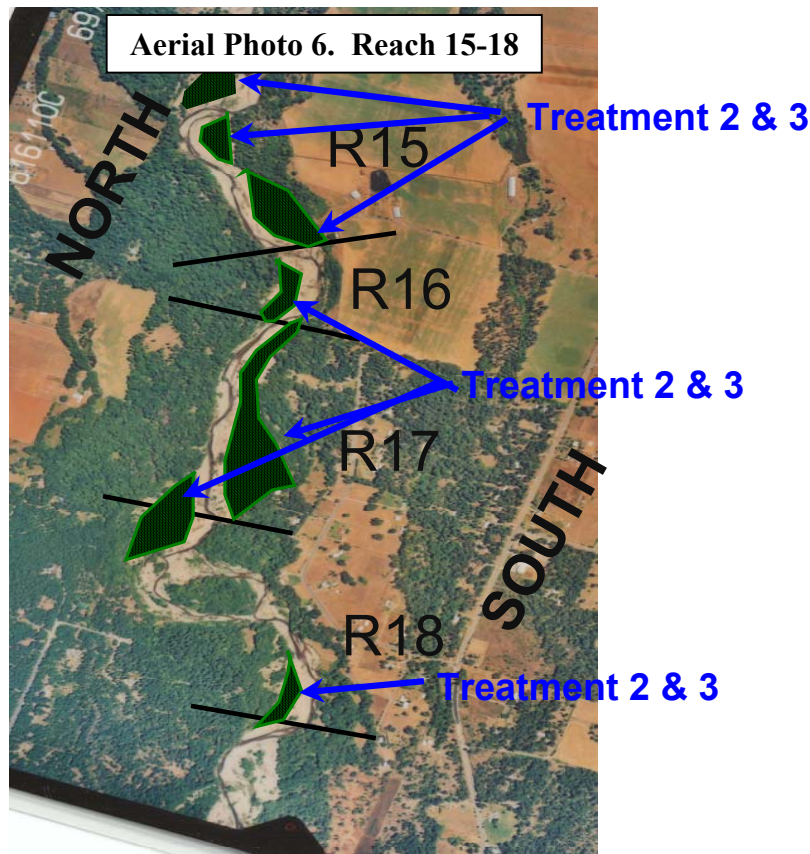 Aerial Photo 6.  Reach 15-18
616110C
NORTH
R15
Treatment 2 & 3
R16
Treatment 2 & 3
R17
SOUTH
R18
Treatment 2 & 3